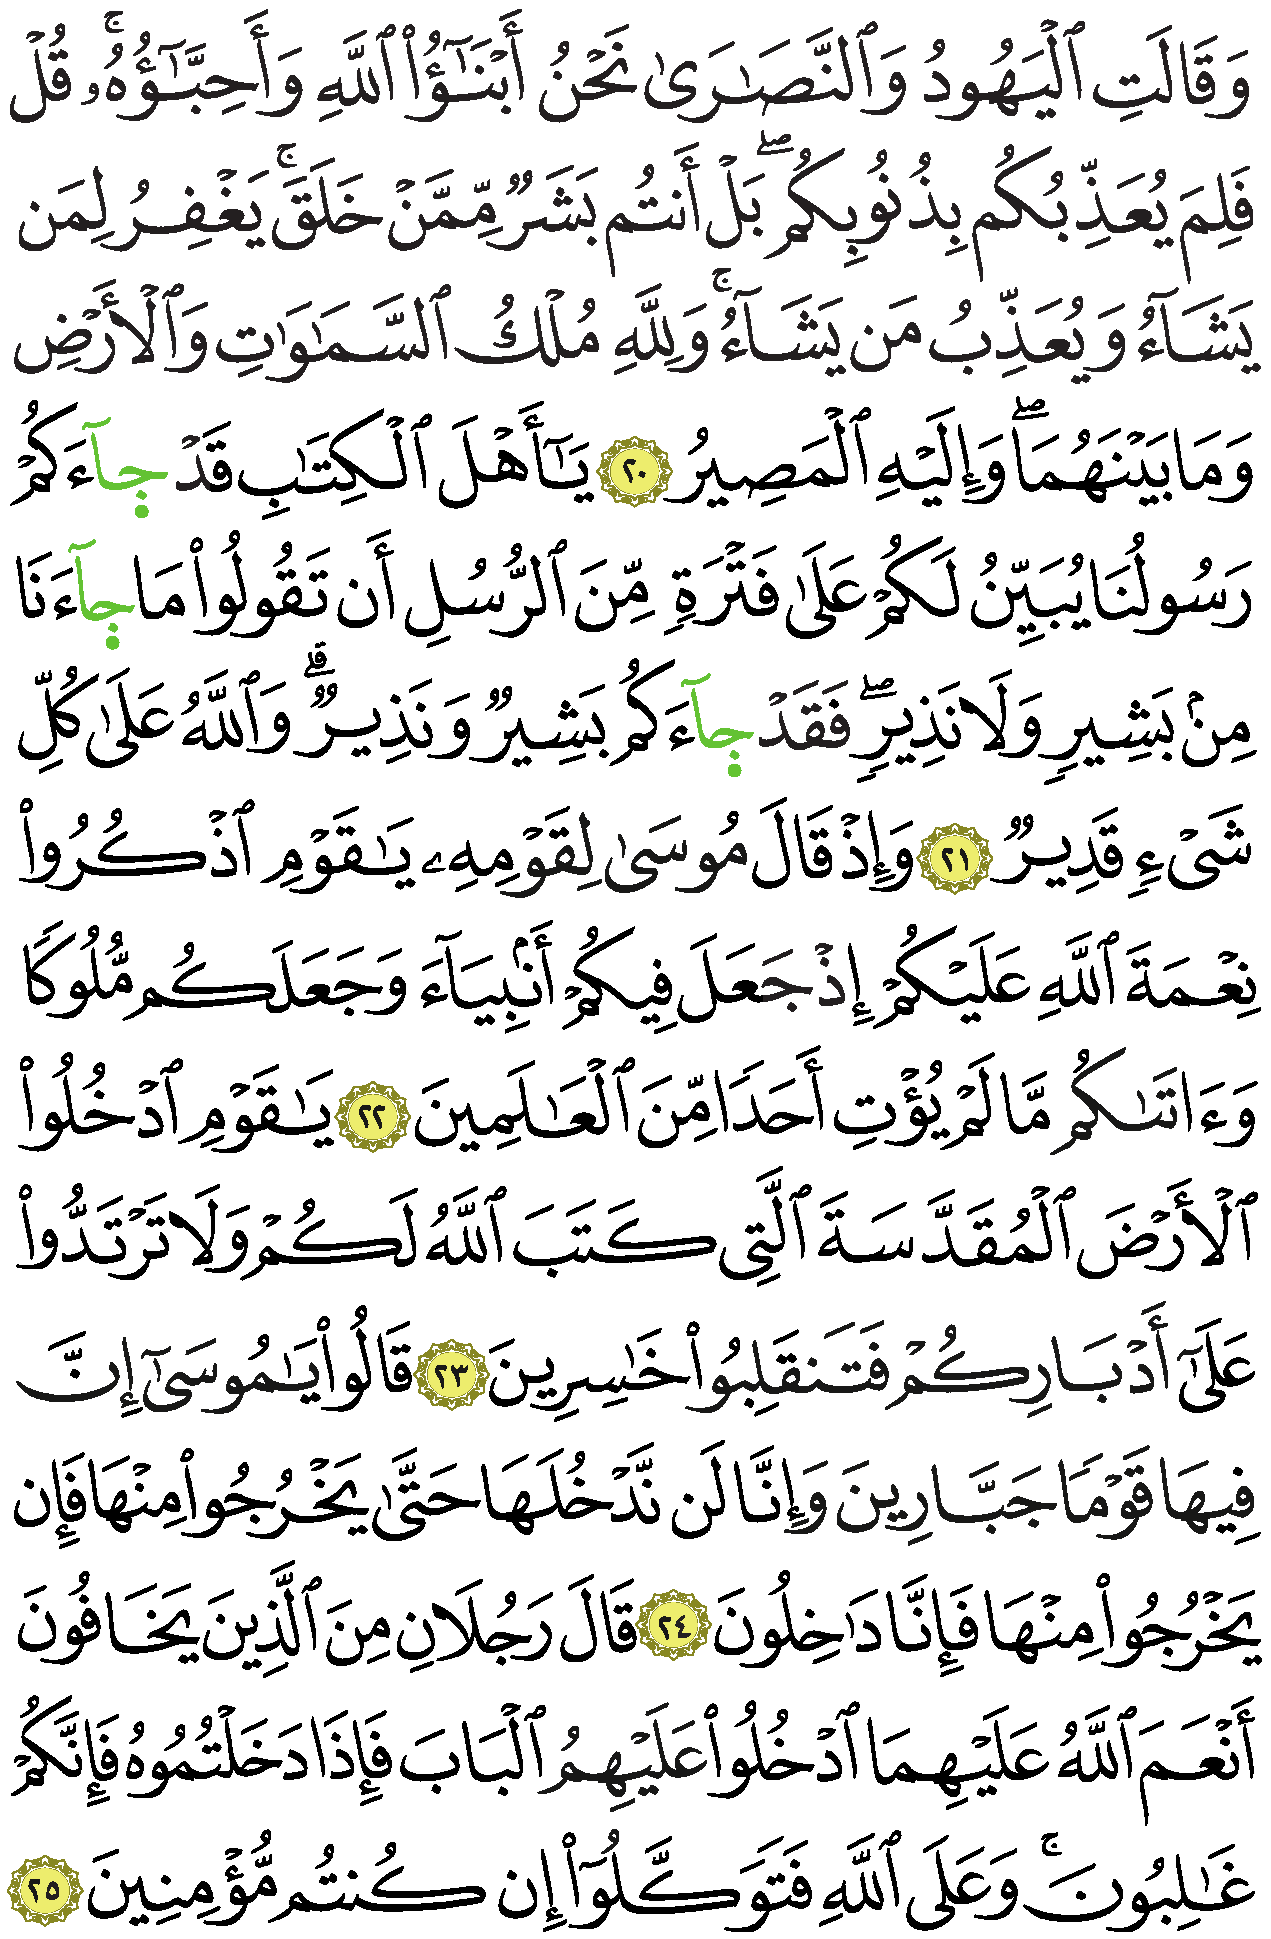 وَقَالَتِ ٱلۡيَهُودُ وَٱلنَّصَٰرَىٰ نَحۡنُ أَبۡنَٰٓؤُاْ ٱللَّهِ وَأَحِبَّٰٓؤُهُۥۚ قُلۡ
فَلِمَ يُعَذِّبُكُم بِذُنُوبِكُمۖ بَلۡ أَنتُم بَشَرٞ مِّمَّنۡ خَلَقَۚ يَغۡفِرُ لِمَن
يَشَآءُ وَيُعَذِّبُ مَن يَشَآءُۚ وَلِلَّهِ مُلۡكُ ٱلسَّمَٰوَٰتِ وَٱلۡأَرۡضِ
وَمَا بَيۡنَهُمَاۖ وَإِلَيۡهِ ٱلۡمَصِيرُ ٢٠ يَٰٓأَهۡلَ ٱلۡكِتَٰبِ قَدۡ جآءَكُمۡ
رَسُولُنَا يُبَيِّنُ لَكُمۡ عَلَىٰ فَتۡرَةٖ مِّنَ ٱلرُّسُلِ أَن تَقُولُواْ مَا جآءَنَا
مِنۢ بَشِيرٖ وَلَا نَذِيرٖۖ فَقَدۡ جآءَكُم بَشِيرٞ وَنَذِيرٞۗ وَٱللَّهُ عَلَىٰ كُلِّ
شَيۡءٖ قَدِيرٞ ٢١ وَإِذۡ قَالَ مُوسَىٰ لِقَوۡمِهِۦ يَٰقَوۡمِ ٱذۡكُرُواْ
نِعۡمَةَ ٱللَّهِ عَلَيۡكُمۡ إِذۡ جَعَلَ فِيكُمۡ أَنۢبِيَآءَ وَجَعَلَكُم مُّلُوكٗا
وَءَاتَىٰكُم مَّا لَمۡ يُؤۡتِ أَحَدٗا مِّنَ ٱلۡعَٰلَمِينَ ٢٢ يَٰقَوۡمِ ٱدۡخُلُواْ
ٱلۡأَرۡضَ ٱلۡمُقَدَّسَةَ ٱلَّتِي كَتَبَ ٱللَّهُ لَكُمۡ وَلَا تَرۡتَدُّواْ
عَلَىٰٓ أَدۡبَارِكُمۡ فَتَنقَلِبُواْ خَٰسِرِينَ ٢٣ قَالُواْ يَٰمُوسَىٰٓ إِنَّ
فِيهَا قَوۡمٗا جَبَّارِينَ وَإِنَّا لَن نَّدۡخُلَهَا حَتَّىٰ يَخۡرُجُواْ مِنۡهَا فَإِن
يَخۡرُجُواْ مِنۡهَا فَإِنَّا دَٰخِلُونَ ٢٤ قَالَ رَجُلَانِ مِنَ ٱلَّذِينَ يَخَافُونَ
أَنۡعَمَ ٱللَّهُ عَلَيۡهِمَا ٱدۡخُلُواْ عَلَيۡهِمُ ٱلۡبَابَ فَإِذَا دَخَلۡتُمُوهُ فَإِنَّكُمۡ
غَٰلِبُونَۚ وَعَلَى ٱللَّهِ فَتَوَكَّلُوٓاْ إِن كُنتُم مُّؤۡمِنِينَ ٢٥